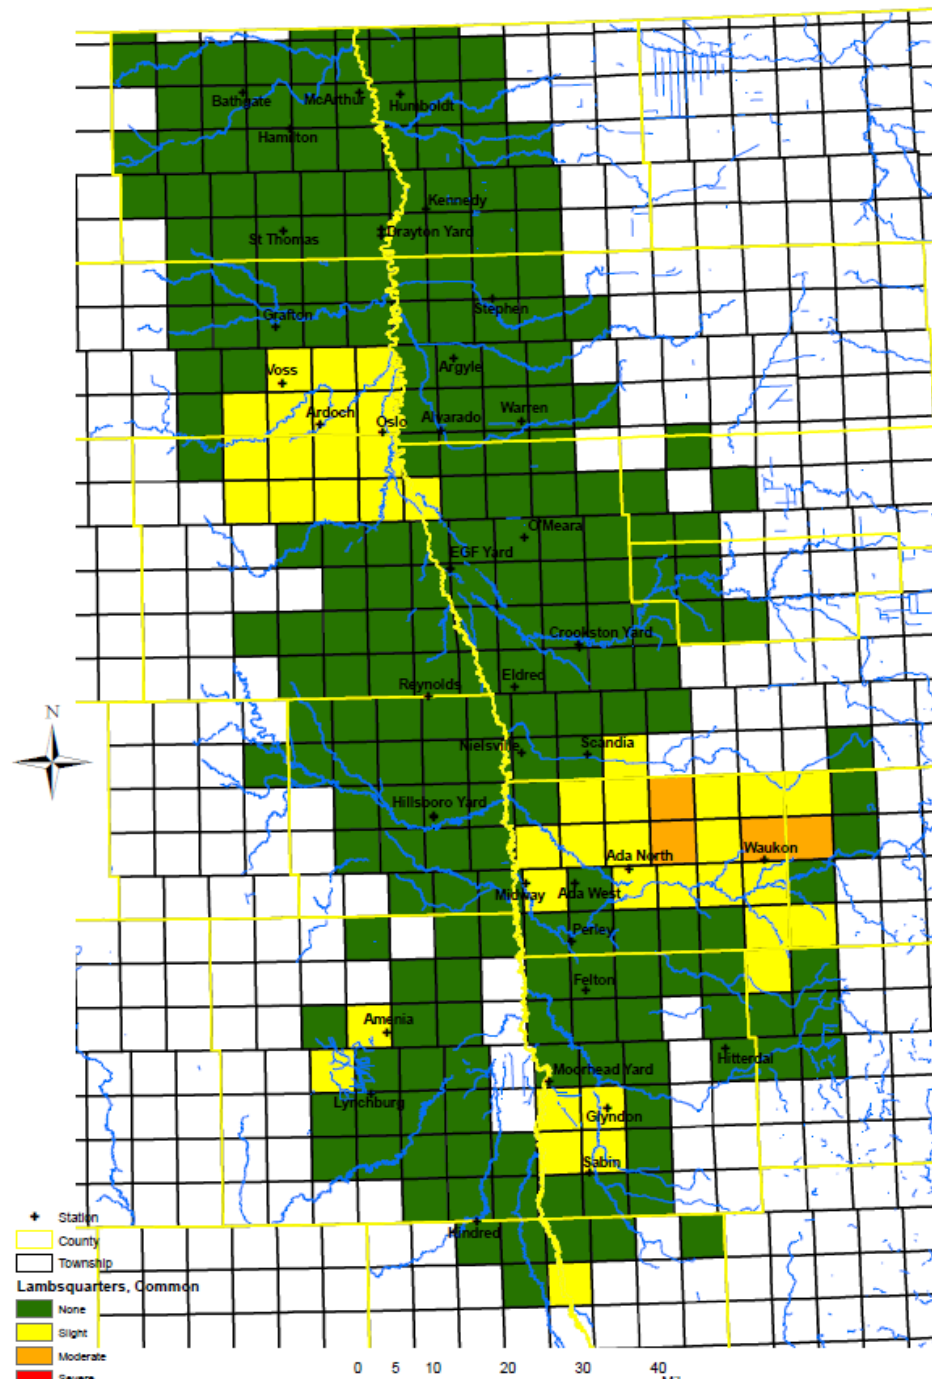 Bathgate
McArthur
Humboldt
Hamilton
Kennedy
St Thomas
Drayton Yard
Grafton
Stephen
Voss
Argyle
Ardoch
Oslo
Alvarado
Warren
O'Meara
EGF Yard
Crookston Yard
Reynolds
Eldred
N
Nielsville
Scandia
Hillsboro Yard
Ada North
Waukon
Midway
Ada West
Perley
Felton
Amenia
Hitterdal
Moorhead Yard
Lynchburg
Glyndon
Sabin
Kindred
Station
County
Township
Lambsquarters, Common
None
Slight
Moderate
Severe
0 5 10 20 30 40